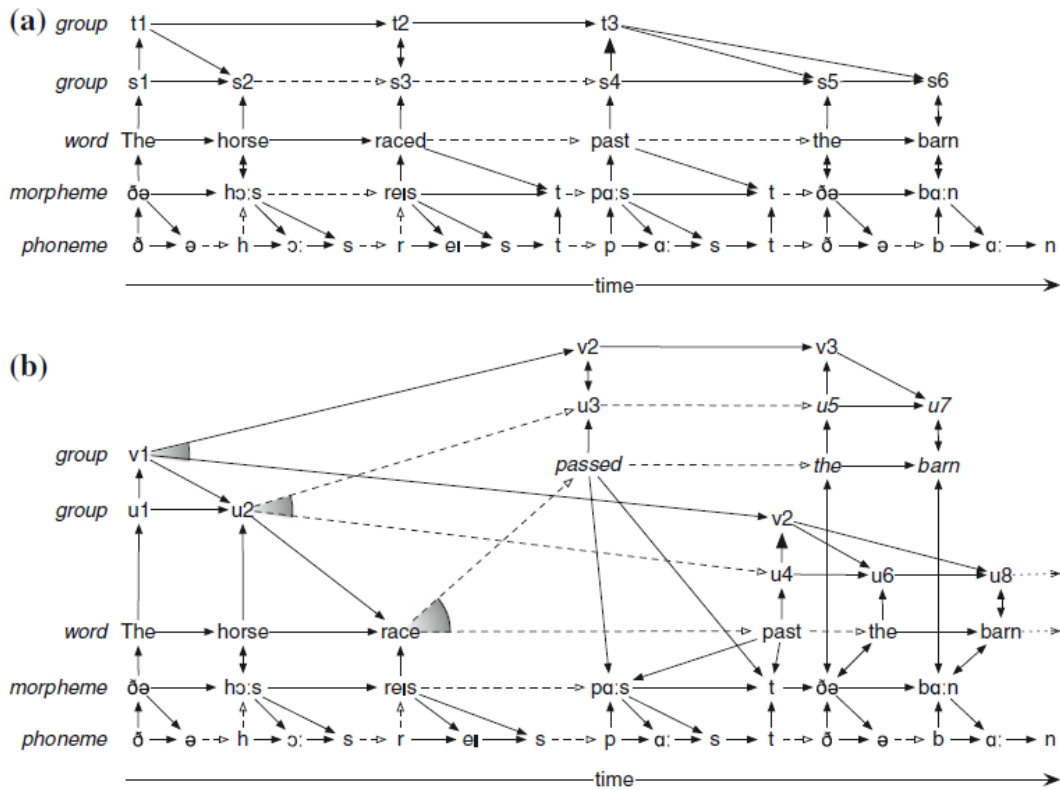 (a) group t1 t2 t3
group s1 s2 s3 s4 s5 s6
word The horse raced past the barn
morpheme ðə hɔːs reɪs t pɑːs t ðə bɑːn
phoneme ð ə h ɔː s r eɪ s t p ɑː s t ð ə b ɑː n
time
v2 v3
(b)
u3 u5 u7
group v1
passed the barn
group u1 u2
v2
u4 u6 u8
word The horse race past the barn
morpheme ðə hɔːs reɪs pɑːs t ðə bɑːn
phoneme ð ə h ɔː s r eɪ s p ɑː s t ð ə b ɑː n
time